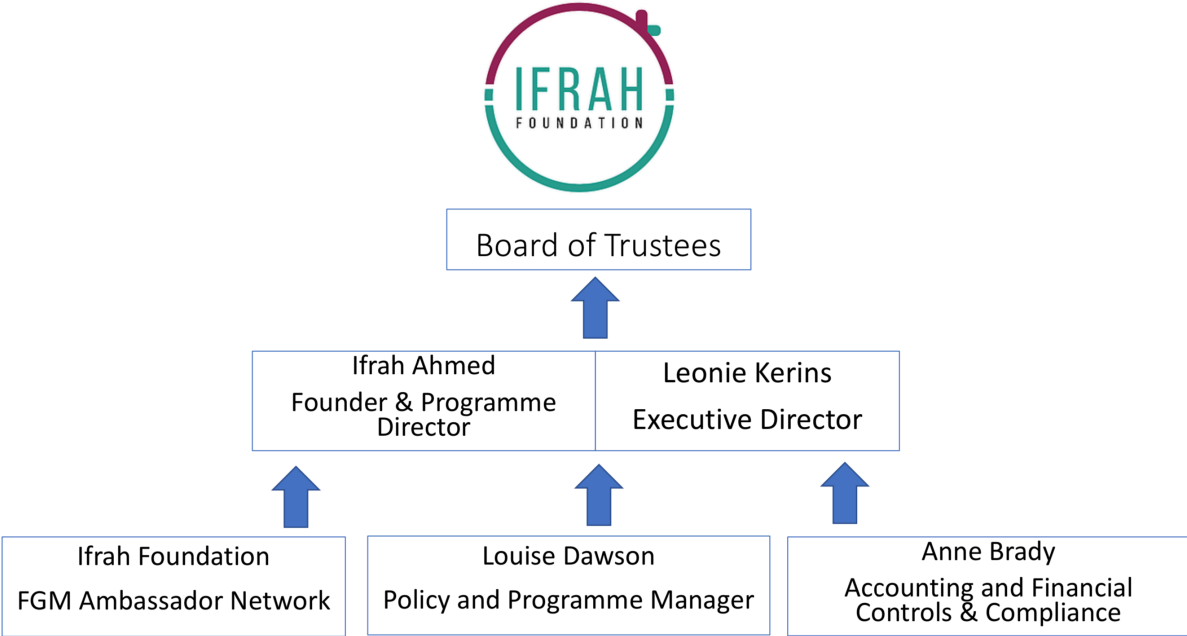 IFRAH
FOUNDATION
Board of Trustees
Ifrah Ahmed
Founder & Programme
Director
Leonie Kerins
Executive Director
Ifrah Foundation
FGM Ambassador Network
Louise Dawson
Policy and Programme Manager
Anne Brady
Accounting and Financial
Controls & Compliance